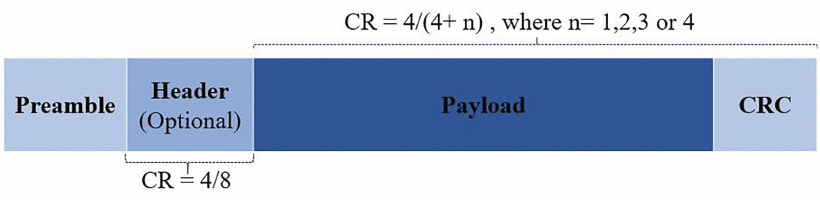 CR = 4/(4+ n) , where n= 1,2,3 or 4
Preamble
Header
(Optional)
Payload
CRC
CR = 4/8